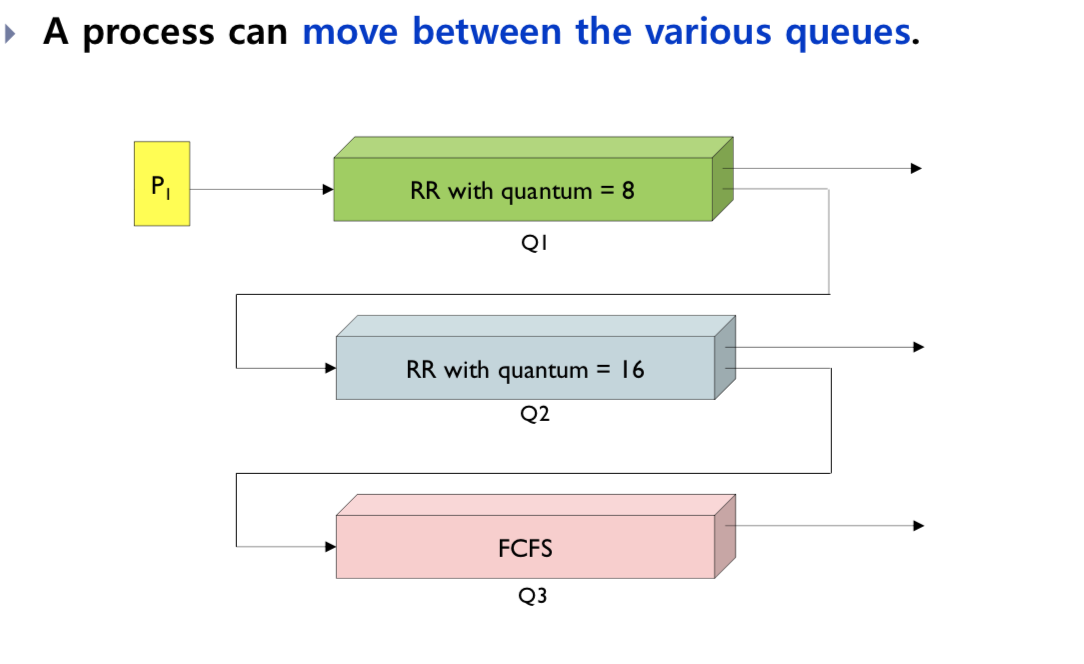 A process can move between the various queues.
P1
RR with quantum = 8
Q1
RR with quantum = 16
Q2
FCFS
Q3